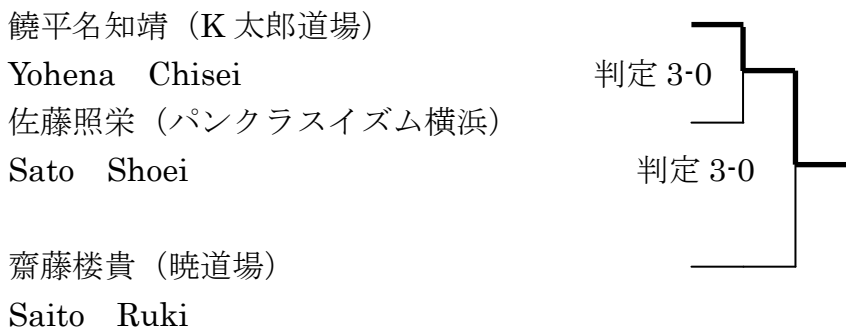 饒平名知靖（K 太郎道場）
Yohena　Chisei
判定 3-0
佐藤照栄（パンクラスイズム横浜）
Sato　Shoei
判定 3-0
齋藤楼貴（暁道場）
Saito　Ruki